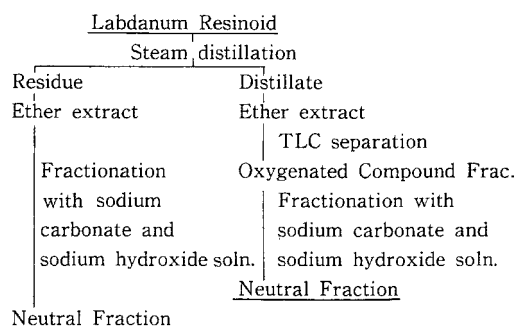 Labdanum Resinoid
Steam distillation
Residue Distillate
Ether extract Ether extract
TLC separation
Fractionation Oxygenated Compound Frac.
with sodium Fractionation with
carbonate and sodium carbonate and
sodium hydroxide soln. sodium hydroxide soln.
Neutral Fraction
Neutral Fraction